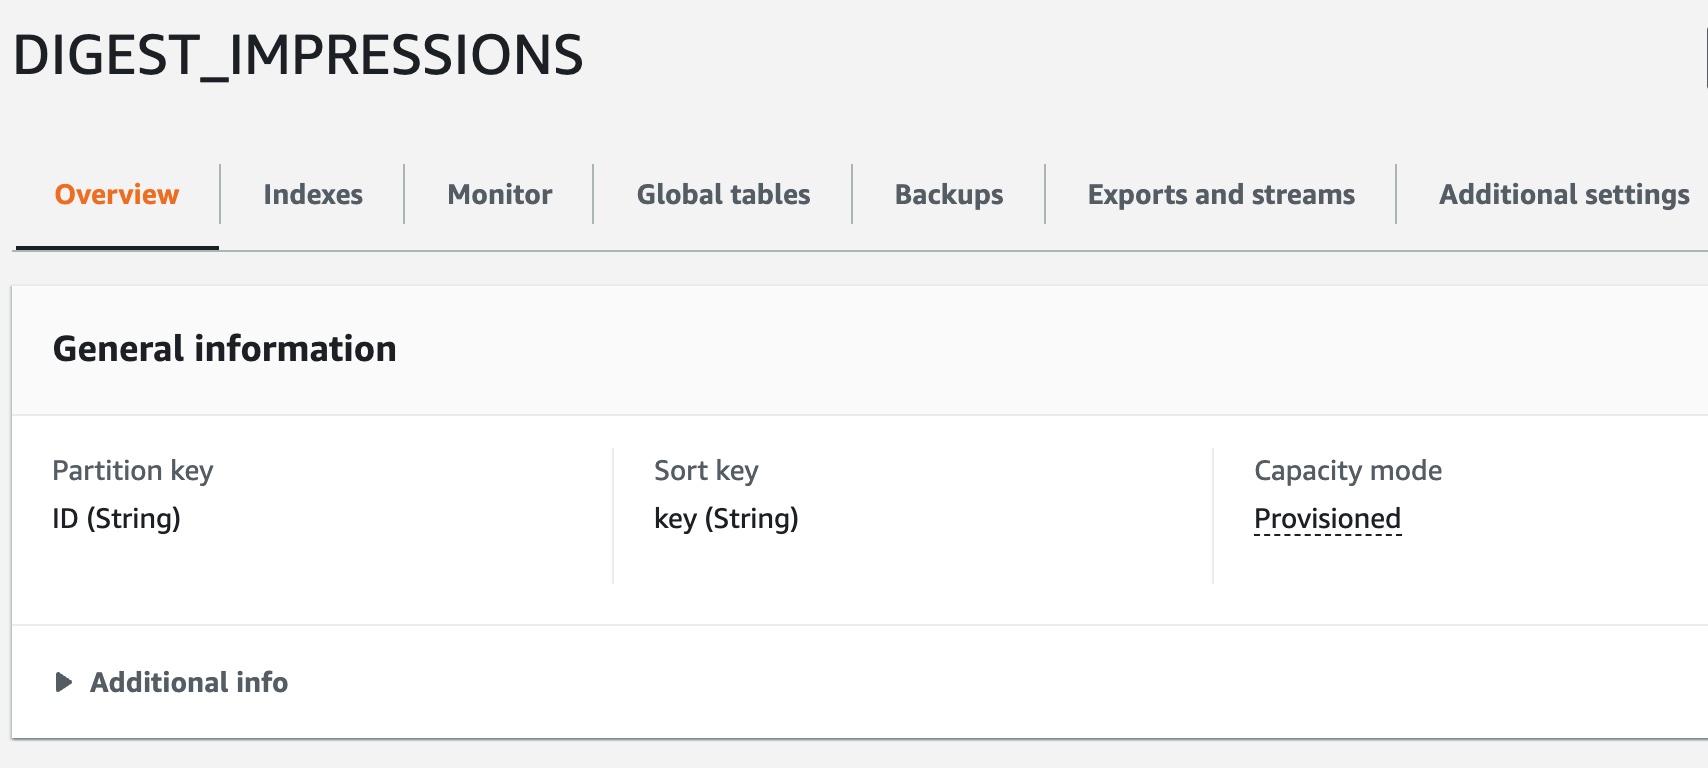 DIGEST_IMPRESSIONS
Overview Indexes Monitor Global tables Backups Exports and streams Additional settings
General information
Partition key Sort key Capacity mode
ID (String) key (String) Provisioned
Additional info